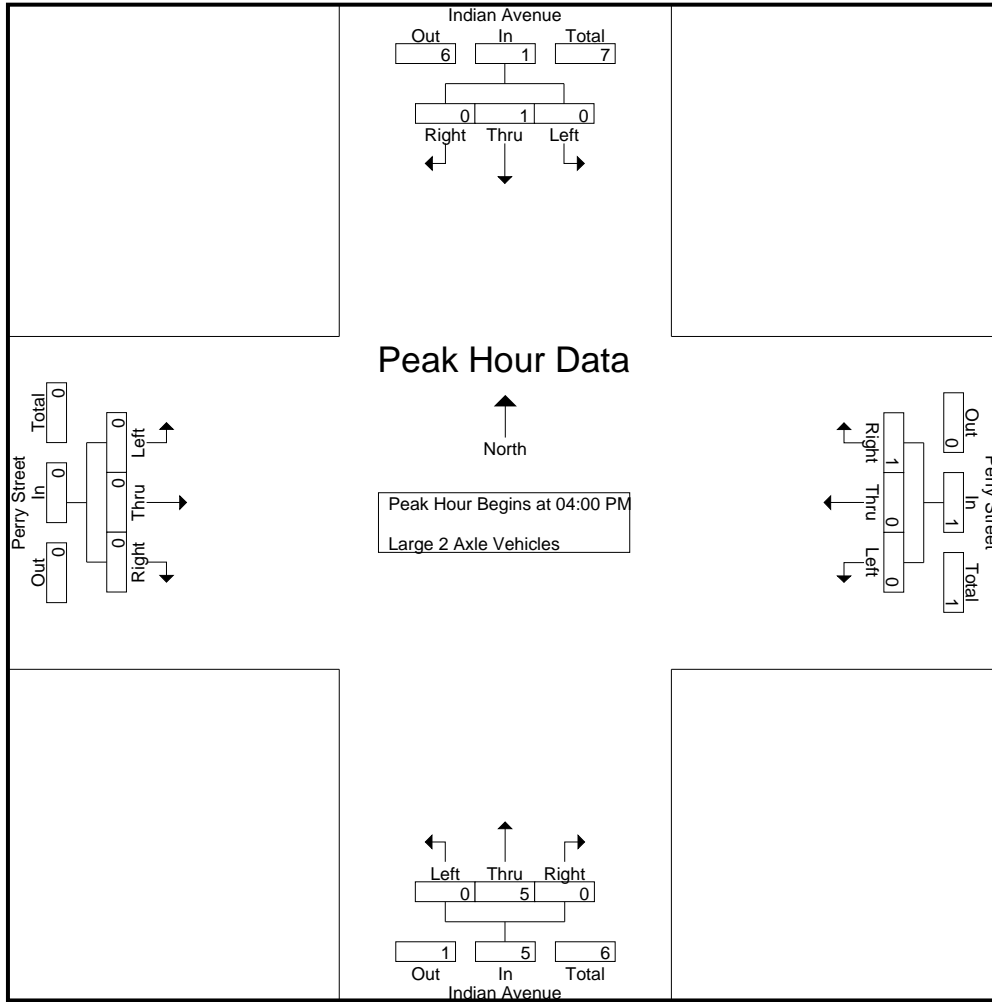 Indian Avenue
Out In Total
6 1 7
0 1 0
Right Thru Left
Peak Hour Data
North
Peak Hour Begins at 04:00 PM
Large 2 Axle Vehicles
Perry Street
Total In Out
0 0 0
0 0 0
Left Thru Right
Right Thru Left
1 0 0
Out In Total
0 1 1
Perry Street
Left Thru Right
0 5 0
1 5 6
Out In Total
Indian Avenue